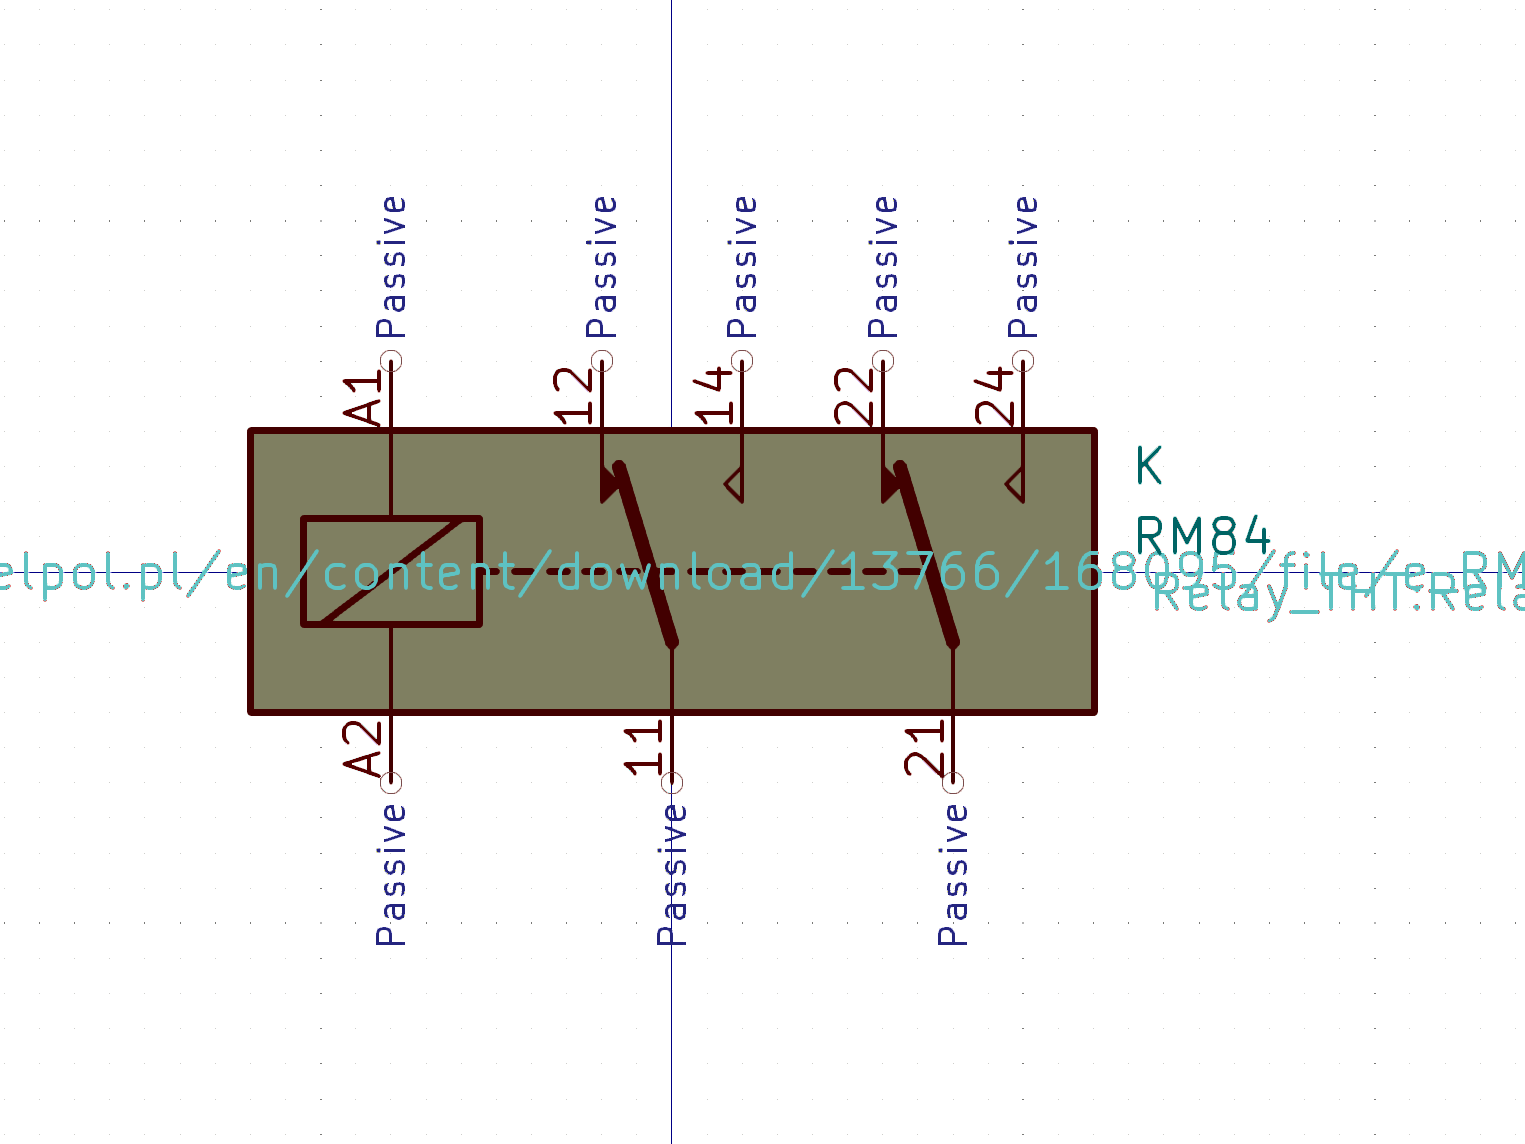 Passive
Passive
Passive
Passive
Passive
A1
12
14
22
24
K
RM84
elpol.pl/en/content/download/13766/168095/file/e_RM
Relay_THT:Rela
A2
11
21
Passive
Passive
Passive